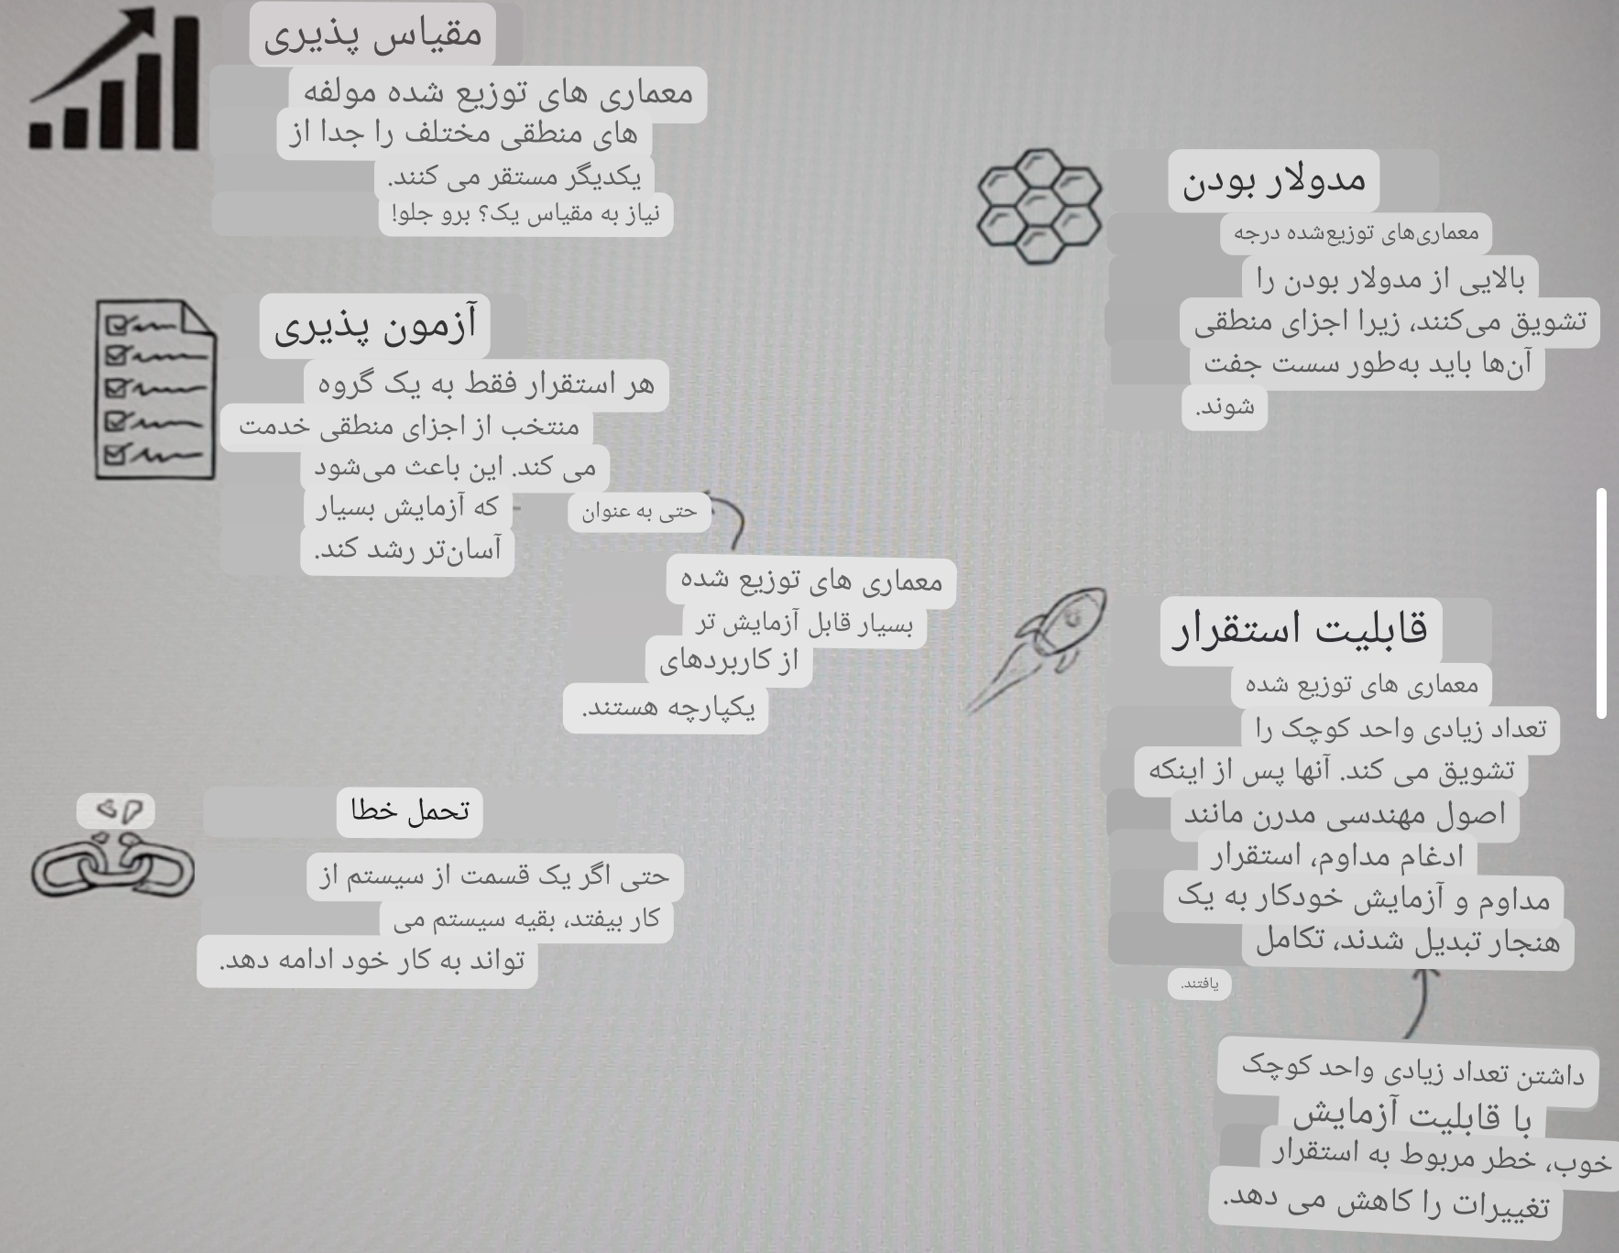 مقیاس پذیری
معماری های توزیع شده مولفه
های منطقی مختلف را جدا از
یکدیگر مستقر می کنند.
نیاز به مقیاس یک؟ برو جلو!
مدولار بودن
معماری‌های توزیع‌شده درجه
بالایی از مدولار بودن را
تشویق می‌کنند، زیرا اجزای منطقی
آن‌ها باید به‌طور سست جفت
شوند.
آزمون پذیری
هر استقرار فقط به یک گروه
منتخب از اجزای منطقی خدمت
می کند. این باعث می‌شود
که آزمایش بسیار
آسان‌تر رشد کند.
حتی به عنوان
معماری های توزیع شده
بسیار قابل آزمایش تر
از کاربردهای
یکپارچه هستند.
قابلیت استقرار
معماری های توزیع شده
تعداد زیادی واحد کوچک را
تشویق می کند. آنها پس از اینکه
اصول مهندسی مدرن مانند
ادغام مداوم، استقرار
مداوم و آزمایش خودکار به یک
هنجار تبدیل شدند، تکامل
یافتند.
تحمل خطا
حتی اگر یک قسمت از سیستم از
کار بیفتد، بقیه سیستم می
تواند به کار خود ادامه دهد.
داشتن تعداد زیادی واحد کوچک
با قابلیت آزمایش
خوب، خطر مربوط به استقرار
تغییرات را کاهش می دهد.